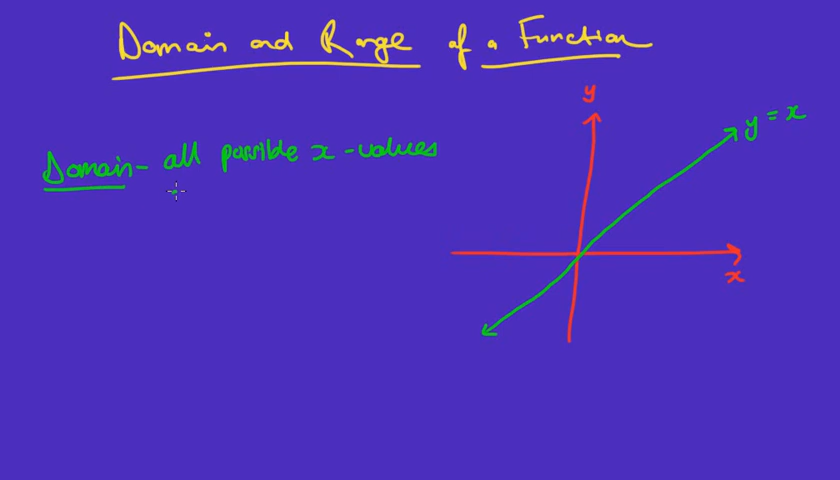 Domain and Range of a Function
y
y = x
Domain - all possible x - values
x